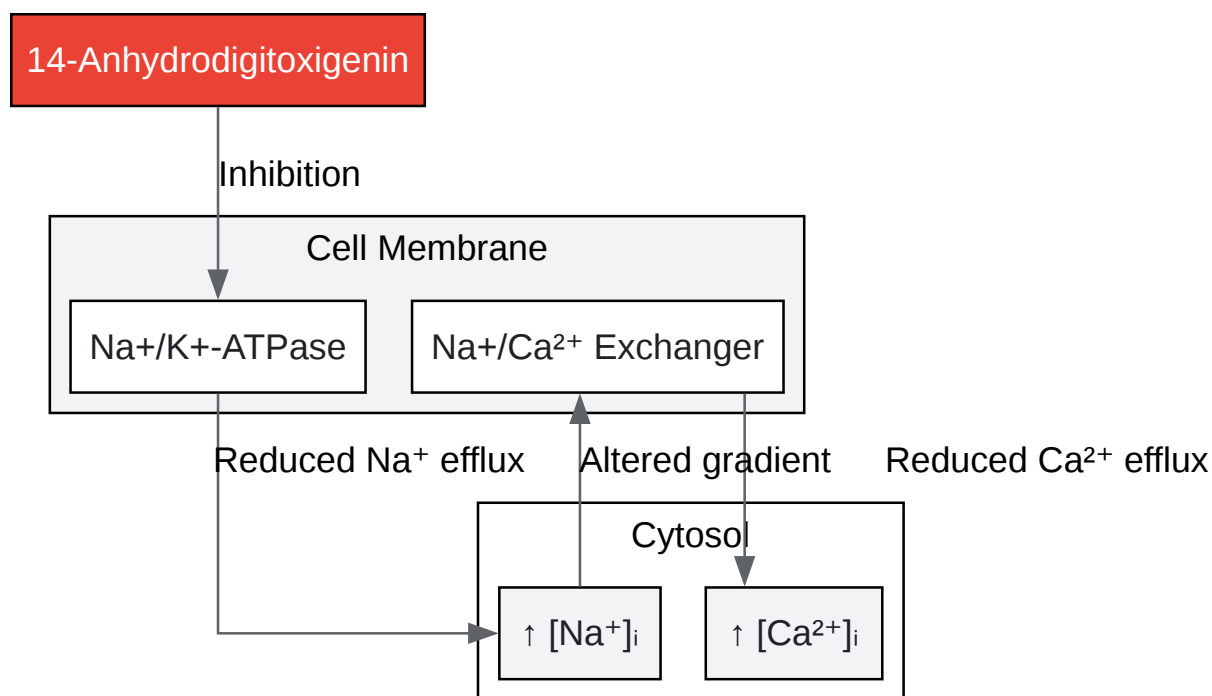 14-Anhydrodigitoxigenin
Inhibition
Cell Membrane
Na+/K+-ATPase
Na+/Ca²⁺ Exchanger
Reduced Na⁺ efflux
Altered gradient
Reduced Ca²⁺ efflux
Cytosol
↑ [Na⁺]ᵢ
↑ [Ca²⁺]ᵢ